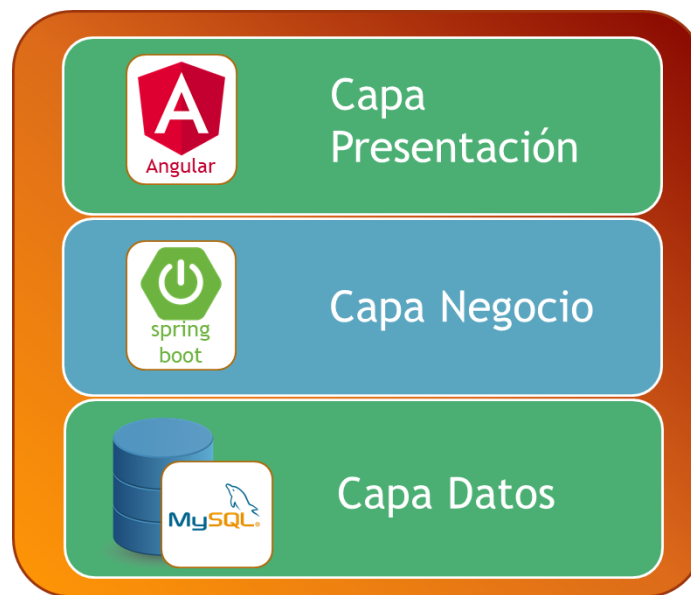 A
Angular
Capa
Presentación
spring
boot
Capa Negocio
MySQL®
Capa Datos